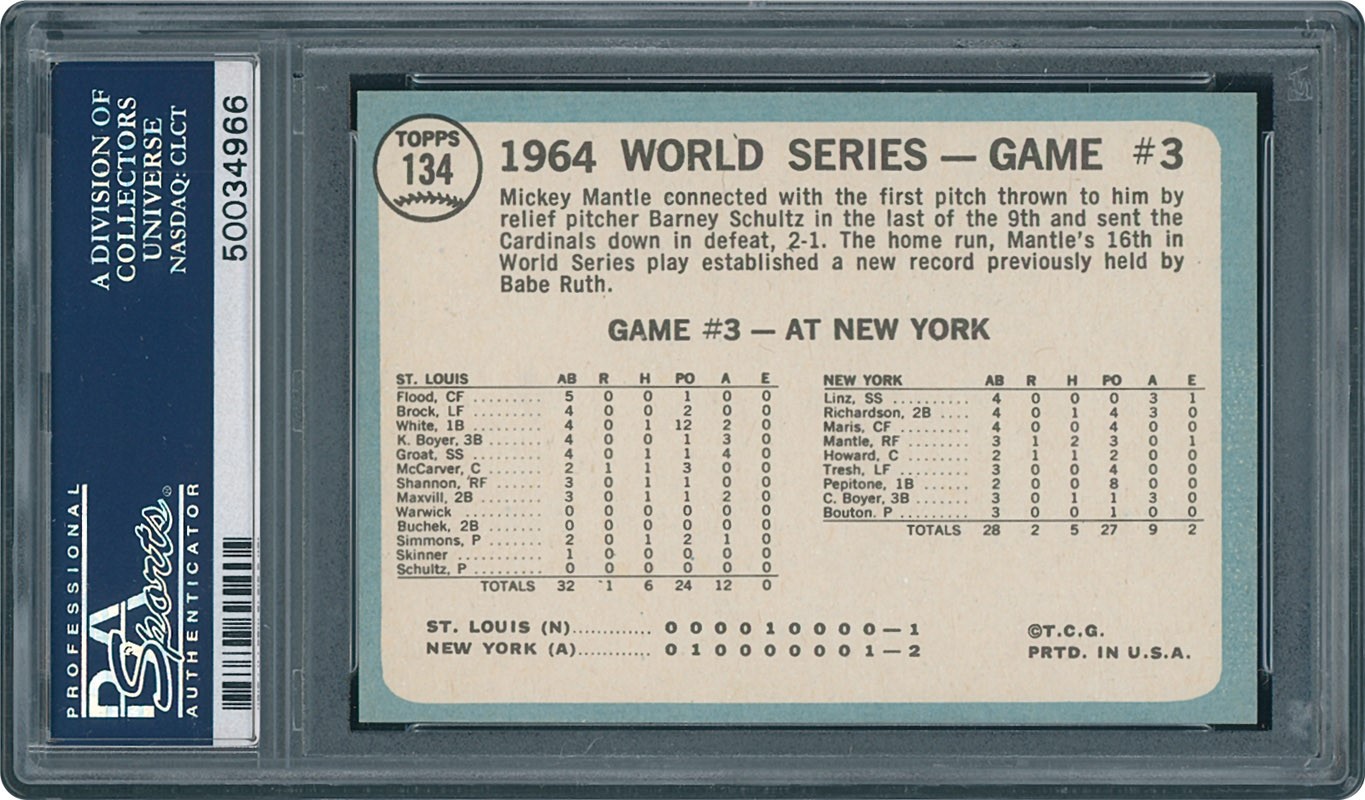 A DIVISION OF
COLLECTORS
UNIVERSE
NASDAQ: CLCT
50034966
PROFESSIONAL
PSA
Sports®
AUTHENTICATOR
TOPPS
134
1964 WORLD SERIES — GAME #3
Mickey Mantle connected with the first pitch thrown to him by
relief pitcher Barney Schultz in the last of the 9th and sent the
Cardinals down in defeat, 2-1. The home run, Mantle's 16th in
World Series play established a new record previously held by
Babe Ruth.
GAME #3 — AT NEW YORK
ST. LOUIS AB R H PO A E
Flood, CF ......... 5 0 0 1 0 0
Brock, LF ......... 4 0 0 2 0 0
White, 1B ......... 4 0 1 12 2 0
K. Boyer, 3B ...... 4 0 0 1 3 0
Groat, SS ......... 4 0 1 1 4 0
McCarver, C ....... 2 1 1 3 0 0
Shannon, RF ....... 3 0 1 1 0 0
Maxvill, 2B ....... 3 0 1 1 2 0
Warwick ........... 0 0 0 0 0 0
Buchek, 2B ........ 0 0 0 0 0 0
Simmons, P ........ 2 0 1 2 1 0
Skinner ........... 1 0 0 0 0 0
Schultz, P ........ 0 0 0 0 0 0
TOTALS 32 1 6 24 12 0
NEW YORK AB R H PO A E
Linz, SS .......... 4 0 0 0 3 1
Richardson, 2B .... 4 0 1 4 3 0
Maris, CF ......... 4 0 0 4 0 0
Mantle, RF ........ 3 1 2 3 0 1
Howard, C ......... 2 1 1 2 0 0
Tresh, LF ......... 3 0 0 4 0 0
Pepitone, 1B ...... 2 0 0 8 0 0
C. Boyer, 3B ...... 3 0 1 1 3 0
Bouton. P ......... 3 0 0 1 0 0
TOTALS 28 2 5 27 9 2
ST. LOUIS (N)............ 0 0 0 0 1 0 0 0 0 — 1
NEW YORK (A)............ 0 1 0 0 0 0 0 0 1 — 2
©T.C.G.
PRTD. IN U.S.A.